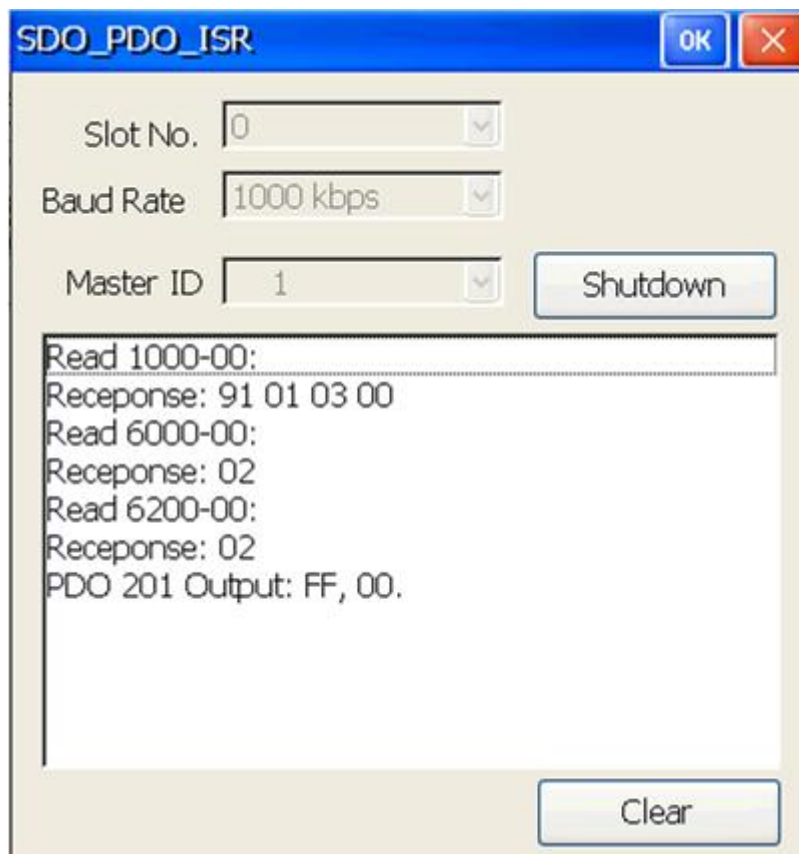 SDO_PDO_ISR OK
Slot No. 0
Baud Rate 1000 kbps
Master ID 1 Shutdown
Read 1000-00:
Receponse: 91 01 03 00
Read 6000-00:
Receponse: 02
Read 6200-00:
Receponse: 02
PDO 201 Output: FF, 00.
Clear